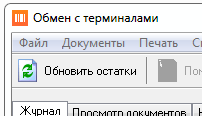 Обмен с терминалами
Файл Документы Печать
Обновить остатки
Журнал Просмотр документов